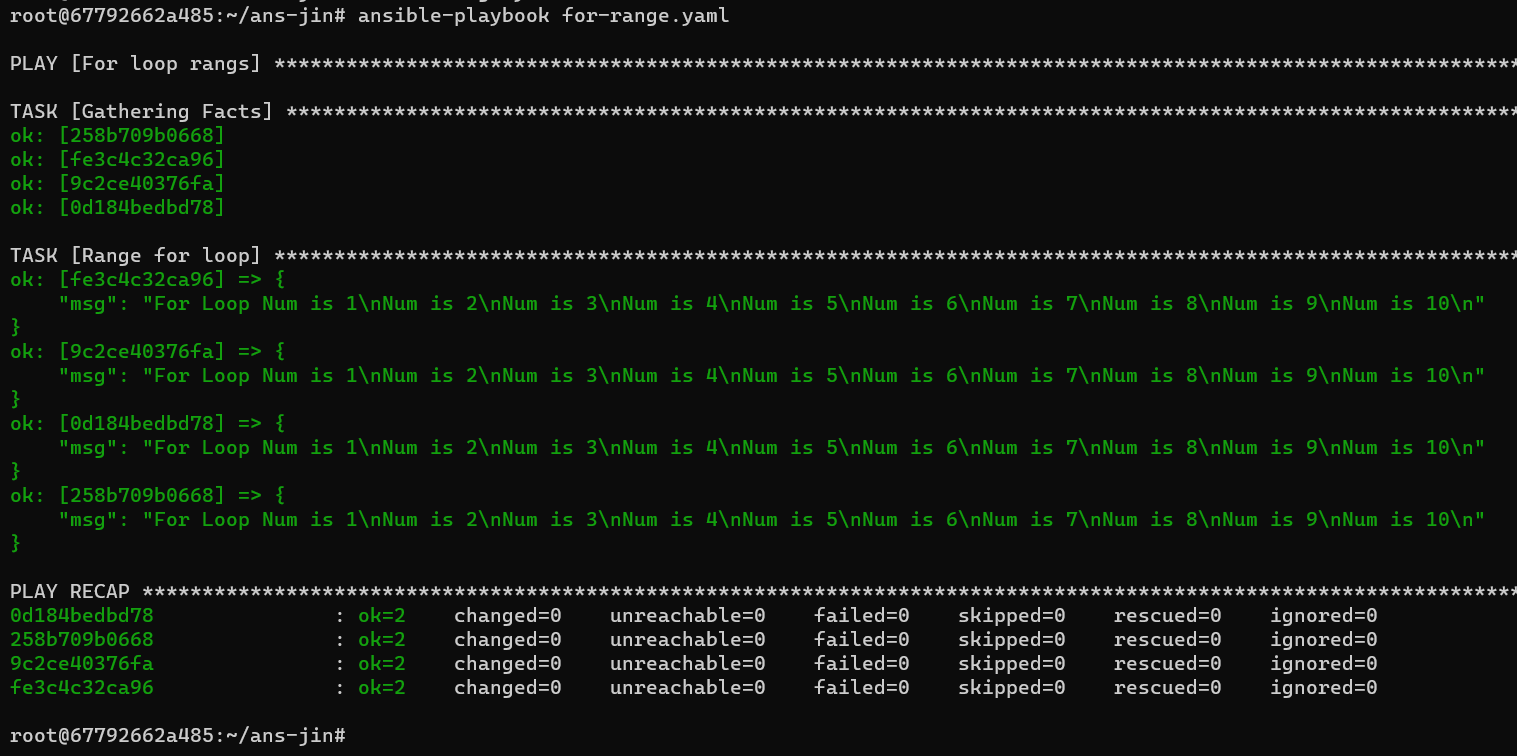 root@67792662a485:~/ans-jin# ansible-playbook for-range.yaml
PLAY [For loop rangs] *******************************************************************************************************
TASK [Gathering Facts] ******************************************************************************************************
ok: [258b709b0668]
ok: [fe3c4c32ca96]
ok: [9c2ce40376fa]
ok: [0d184bedbd78]
TASK [Range for loop] *******************************************************************************************************
ok: [fe3c4c32ca96] => {
    "msg": "For Loop Num is 1\nNum is 2\nNum is 3\nNum is 4\nNum is 5\nNum is 6\nNum is 7\nNum is 8\nNum is 9\nNum is 10\n"
}
ok: [9c2ce40376fa] => {
    "msg": "For Loop Num is 1\nNum is 2\nNum is 3\nNum is 4\nNum is 5\nNum is 6\nNum is 7\nNum is 8\nNum is 9\nNum is 10\n"
}
ok: [0d184bedbd78] => {
    "msg": "For Loop Num is 1\nNum is 2\nNum is 3\nNum is 4\nNum is 5\nNum is 6\nNum is 7\nNum is 8\nNum is 9\nNum is 10\n"
}
ok: [258b709b0668] => {
    "msg": "For Loop Num is 1\nNum is 2\nNum is 3\nNum is 4\nNum is 5\nNum is 6\nNum is 7\nNum is 8\nNum is 9\nNum is 10\n"
}
PLAY RECAP ******************************************************************************************************************
0d184bedbd78               : ok=2    changed=0    unreachable=0    failed=0    skipped=0    rescued=0    ignored=0
258b709b0668               : ok=2    changed=0    unreachable=0    failed=0    skipped=0    rescued=0    ignored=0
9c2ce40376fa               : ok=2    changed=0    unreachable=0    failed=0    skipped=0    rescued=0    ignored=0
fe3c4c32ca96               : ok=2    changed=0    unreachable=0    failed=0    skipped=0    rescued=0    ignored=0
root@67792662a485:~/ans-jin#